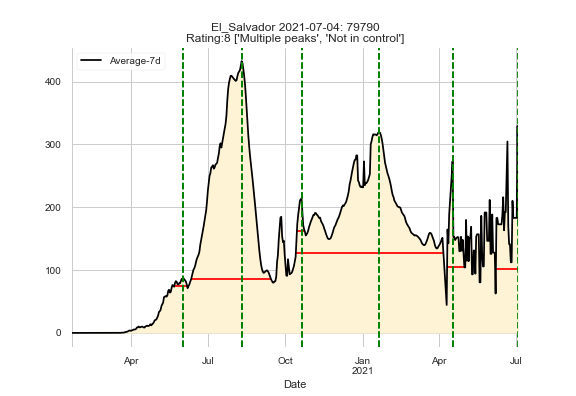 El_Salvador 2021-07-04: 79790
Rating:8 ['Multiple peaks', 'Not in control']
Average-7d
400
300
200
100
0
Apr Jul Oct Jan Apr Jul
2021
Date